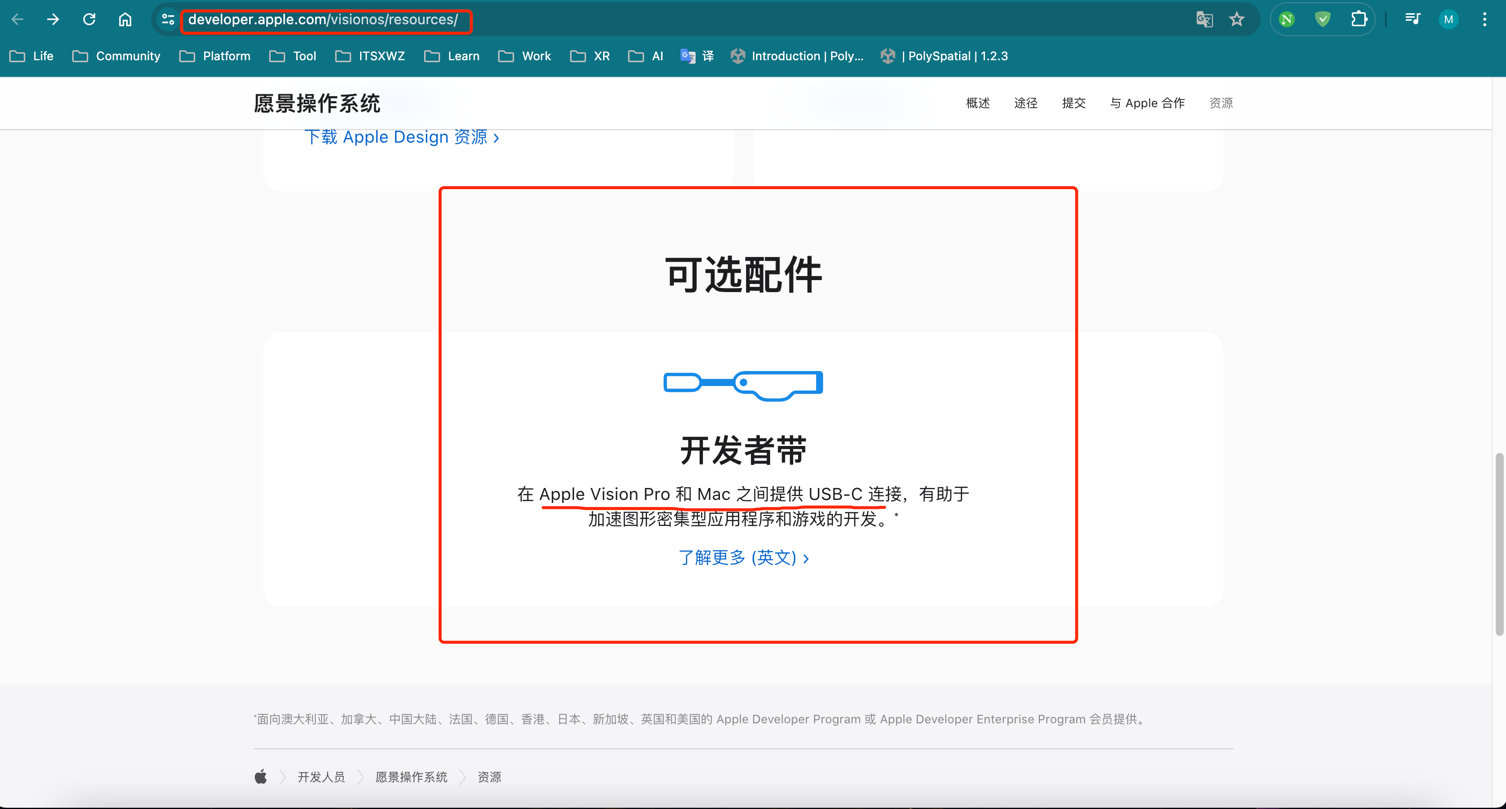 developer.apple.com/visionos/resources/
M
Life
Community
Platform
Tool
ITSXWZ
Learn
Work
XR
AI
译
Introduction | Poly...
| PolySpatial | 1.2.3
愿景操作系统
概述
途径
提交
与 Apple 合作
资源
下载 Apple Design 资源 ›
可选配件
开发者带
在 Apple Vision Pro 和 Mac 之间提供 USB-C 连接，有助于
加速图形密集型应用程序和游戏的开发。*
了解更多 (英文) ›
*面向澳大利亚、加拿大、中国大陆、法国、德国、香港、日本、新加坡、英国和美国的 Apple Developer Program 或 Apple Developer Enterprise Program 会员提供。
开发人员
愿景操作系统
资源